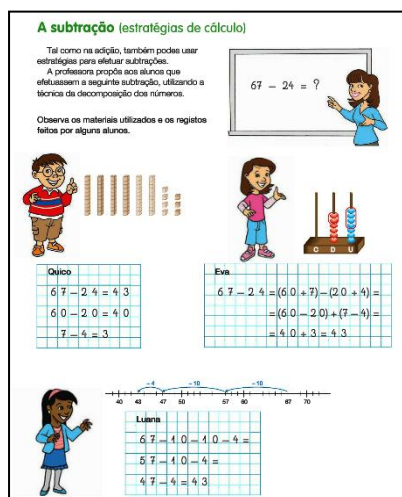 A subtração (estratégias de cálculo)
Tal como na adição, também podes usar
estratégias para efetuar subtrações.
A professora propôs aos alunos que
efetuassem a seguinte subtração, utilizando a
técnica da decomposição dos números.
Observa os materiais utilizados e os registos
feitos por alguns alunos.
67 - 24 = ?
C D U
Quico
67-24=43
60-20=40
7-4=3
Eva
67-24=(60+7)-(20+4)=
=(60-20)+(7-4)=
=40+3=43
-4 -10 -10
40 43 47 50 57 60 67 70
Luana
67-10-10-4=
57-10-4=
47-4=43